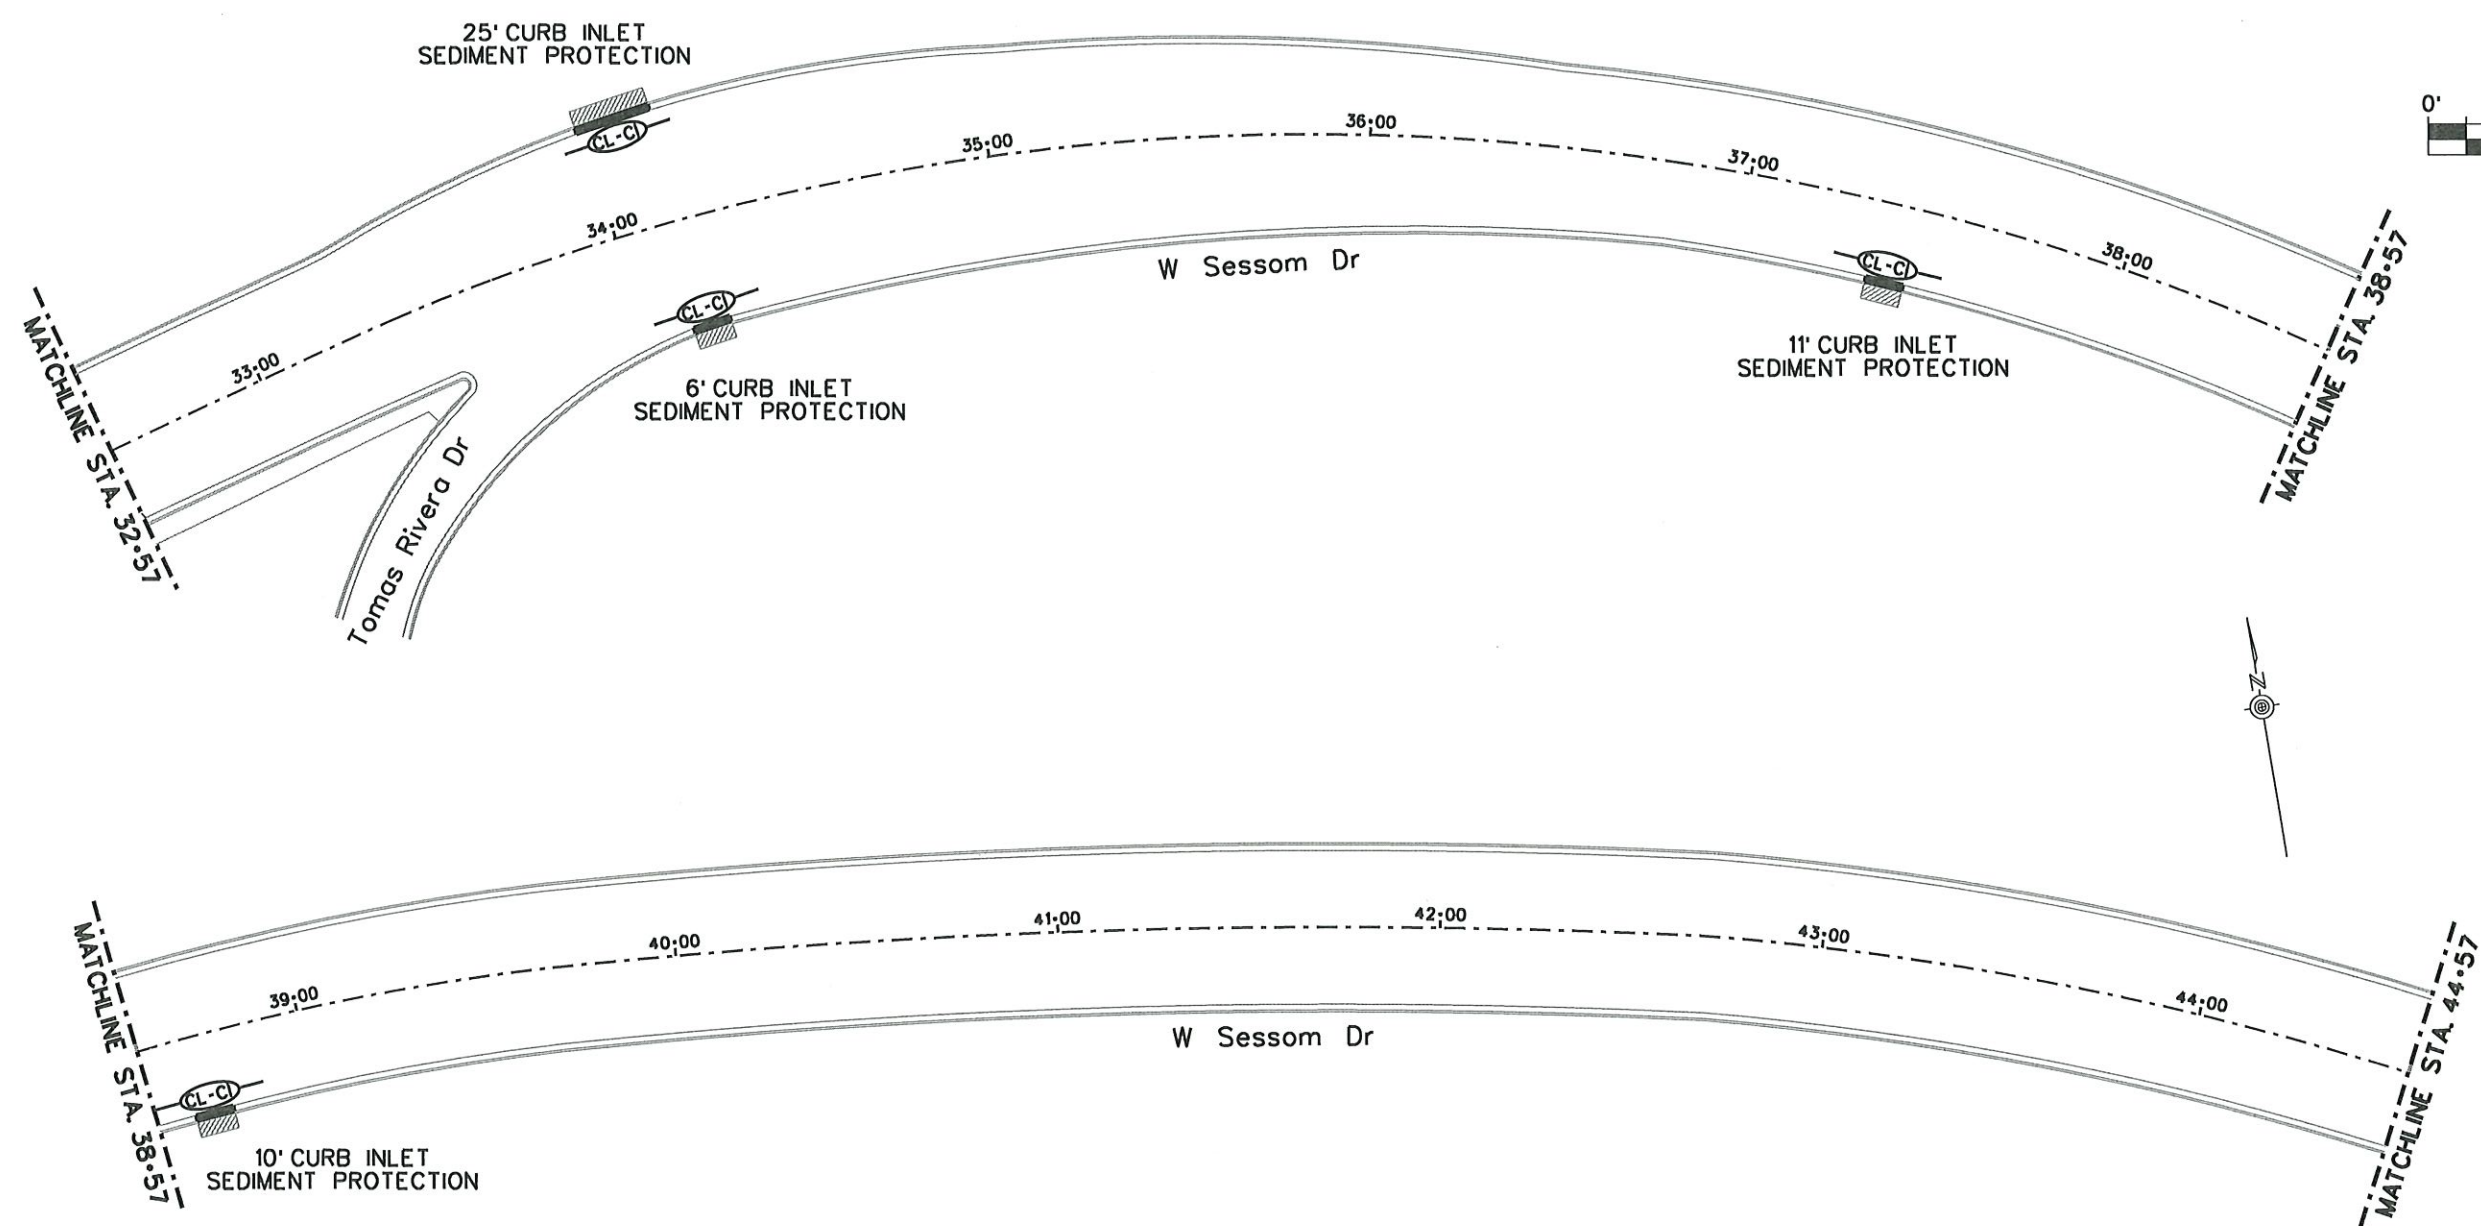 25' CURB INLET
SEDIMENT PROTECTION
CL-CI
0'
33+00
34+00
35+00
36+00
37+00
38+00
W Sessom Dr
CL-CI
6' CURB INLET
SEDIMENT PROTECTION
CL-CI
11' CURB INLET
SEDIMENT PROTECTION
Tomas Rivera Dr
MATCHLINE STA. 32+57
MATCHLINE STA. 38+57
N
39+00
40+00
41+00
42+00
43+00
44+00
W Sessom Dr
CL-CI
10' CURB INLET
SEDIMENT PROTECTION
MATCHLINE STA. 38+57
MATCHLINE STA. 44+57